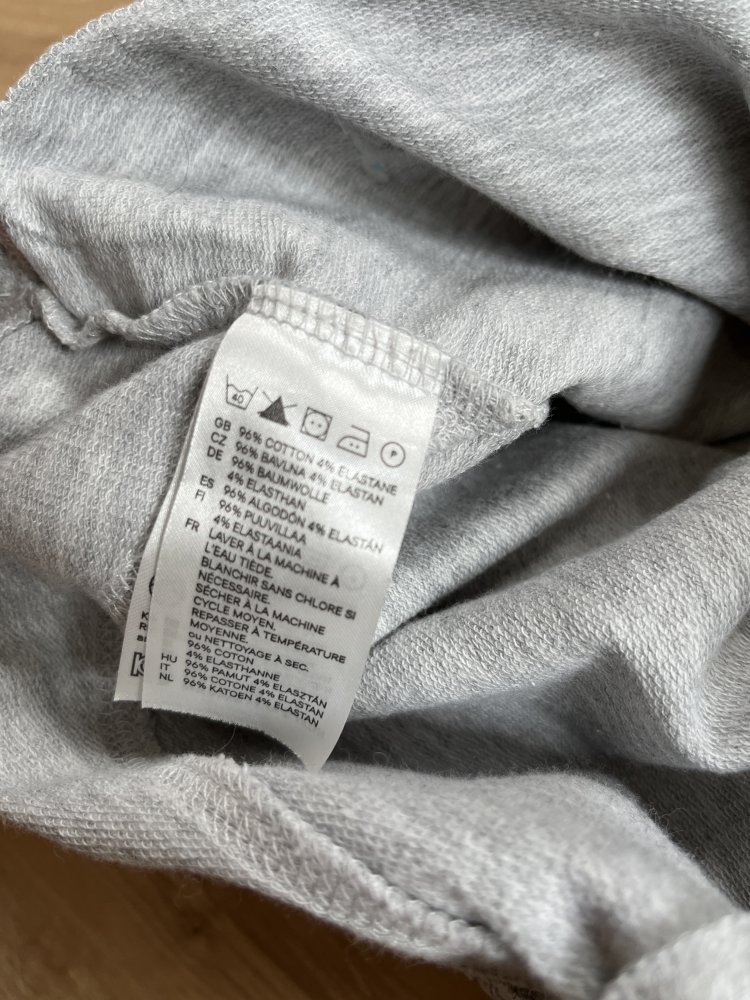 40 P
GB 96% COTTON 4% ELASTANE
CZ 96% BAVLNA 4% ELASTAN
DE 96% BAUMWOLLE
4% ELASTHAN
ES 96% ALGODÓN 4% ELASTÁN
FI 96% PUUVILLAA
4% ELASTAANIA
FR LAVER À LA MACHINE À
L'EAU TIÈDE.
BLANCHIR SANS CHLORE SI
NÉCESSAIRE.
SÉCHER À LA MACHINE
CYCLE MOYEN.
REPASSER À TEMPÉRATURE
MOYENNE.
ou NETTOYAGE À SEC.
96% COTON
4% ELASTHANNE
HU 96% PAMUT 4% ELASZTÁN
IT 96% COTONE 4% ELASTAN
NL 96% KATOEN 4% ELASTAN